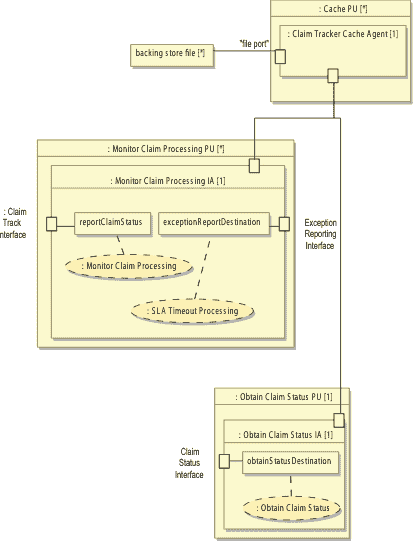 : Cache PU [*]
: Claim Tracker Cache Agent [1]
"file port"
backing store file [*]
: Monitor Claim Processing PU [*]
: Monitor Claim Processing IA [1]
: Claim
Track
nterface
reportClaimStatus
exceptionReportDestination
Exception
Reporting
Interface
: Monitor Claim Processing
: SLA Timeout Processing
: Obtain Claim Status PU [1]
: Obtain Claim Status IA [1]
Claim
Status
Interface
obtainStatusDestination
: Obtain Claim Status